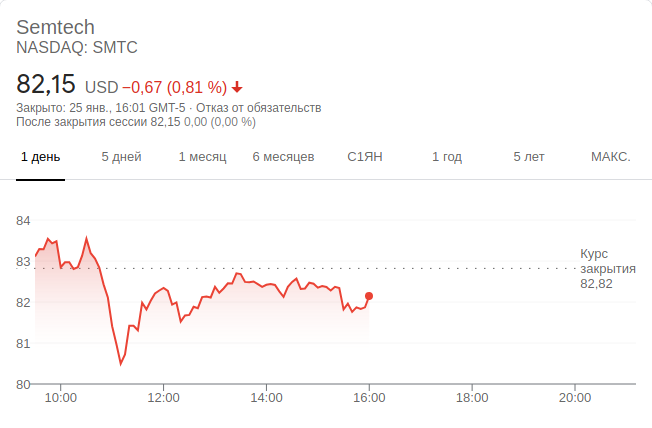 Semtech
NASDAQ: SMTC
82,15 USD −0,67 (0,81 %)
Закрыто: 25 янв., 16:01 GMT-5 · Отказ от обязательств
После закрытия сессии 82,15 0,00 (0,00 %)
1 день 5 дней 1 месяц 6 месяцев С1ЯН 1 год 5 лет МАКС.
84
83
82
81
80
Курс
закрытия
82,82
10:00 12:00 14:00 16:00 18:00 20:00